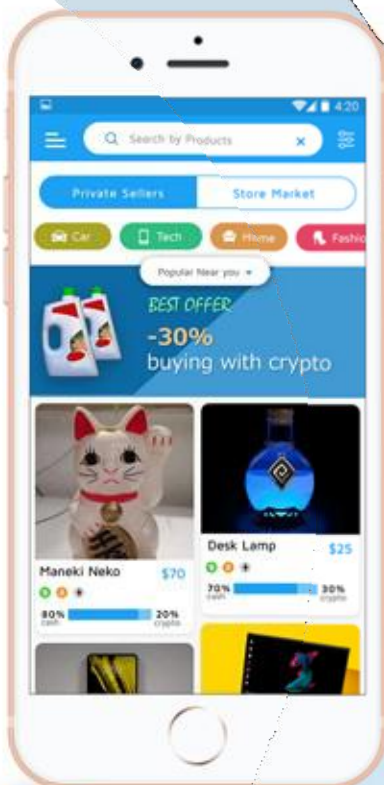 4:20
Search by Products
Private Sellers
Store Market
Car
Tech
Home
Fashio
Popular Near you
BEST OFFER
-30%
buying with crypto
Maneki Neko
$70
80%
20%
cash
crypto
Desk Lamp
$25
70%
30%
cash
crypto